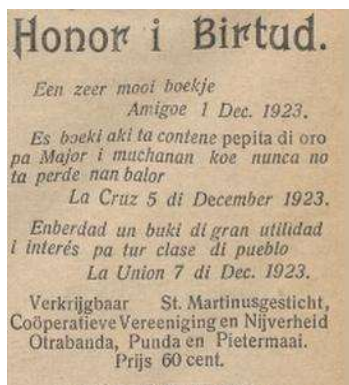 Honor i Birtud.
Een zeer mooi boekje
Amigoe 1 Dec. 1923.
Es boeki aki ta contene pepita di oro
pa Major i muchanan koe nunca no
ta perde nan balor
La Cruz 5 di December 1923.
Enberdad un buki di gran utilidad
i interés pa tur clase di pueblo
La Union 7 di Dec. 1923.
Verkrijgbaar St. Martinusgesticht,
Coöperatieve Vereeniging en Nijverheid
Otrabanda, Punda en Pietermaai.
Prijs 60 cent.